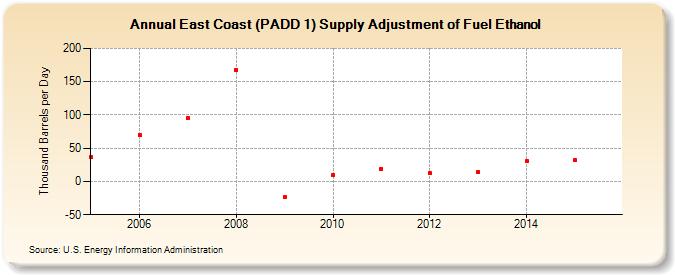 Annual East Coast (PADD 1) Supply Adjustment of Fuel Ethanol
Thousand Barrels per Day
200
150
100
50
0
-50
2006 2008 2010 2012 2014
Source: U.S. Energy Information Administration